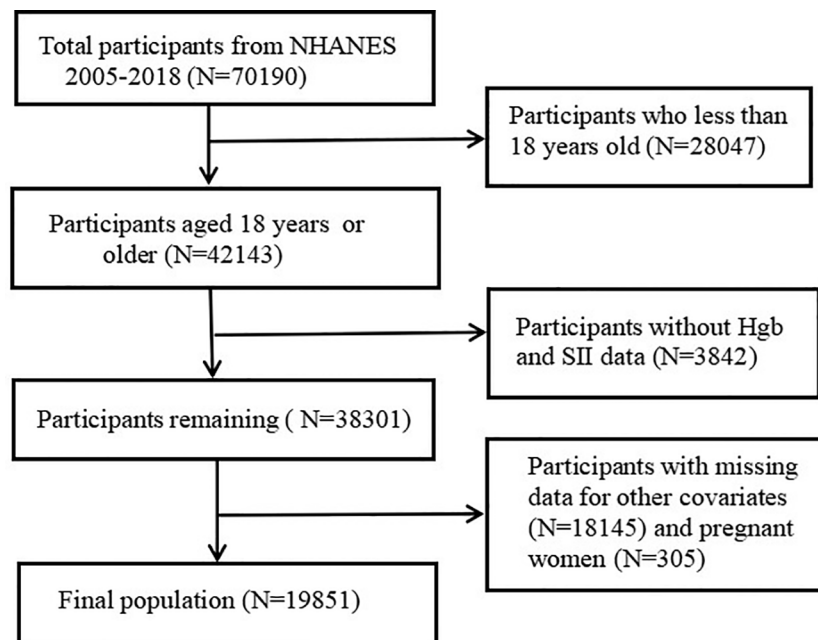 Total participants from NHANES
2005-2018 (N=70190)
Participants who less than
18 years old (N=28047)
Participants aged 18 years or
older (N=42143)
Participants without Hgb
and SII data (N=3842)
Participants remaining ( N=38301)
Participants with missing
data for other covariates
(N=18145) and pregnant
women (N=305)
Final population (N=19851)